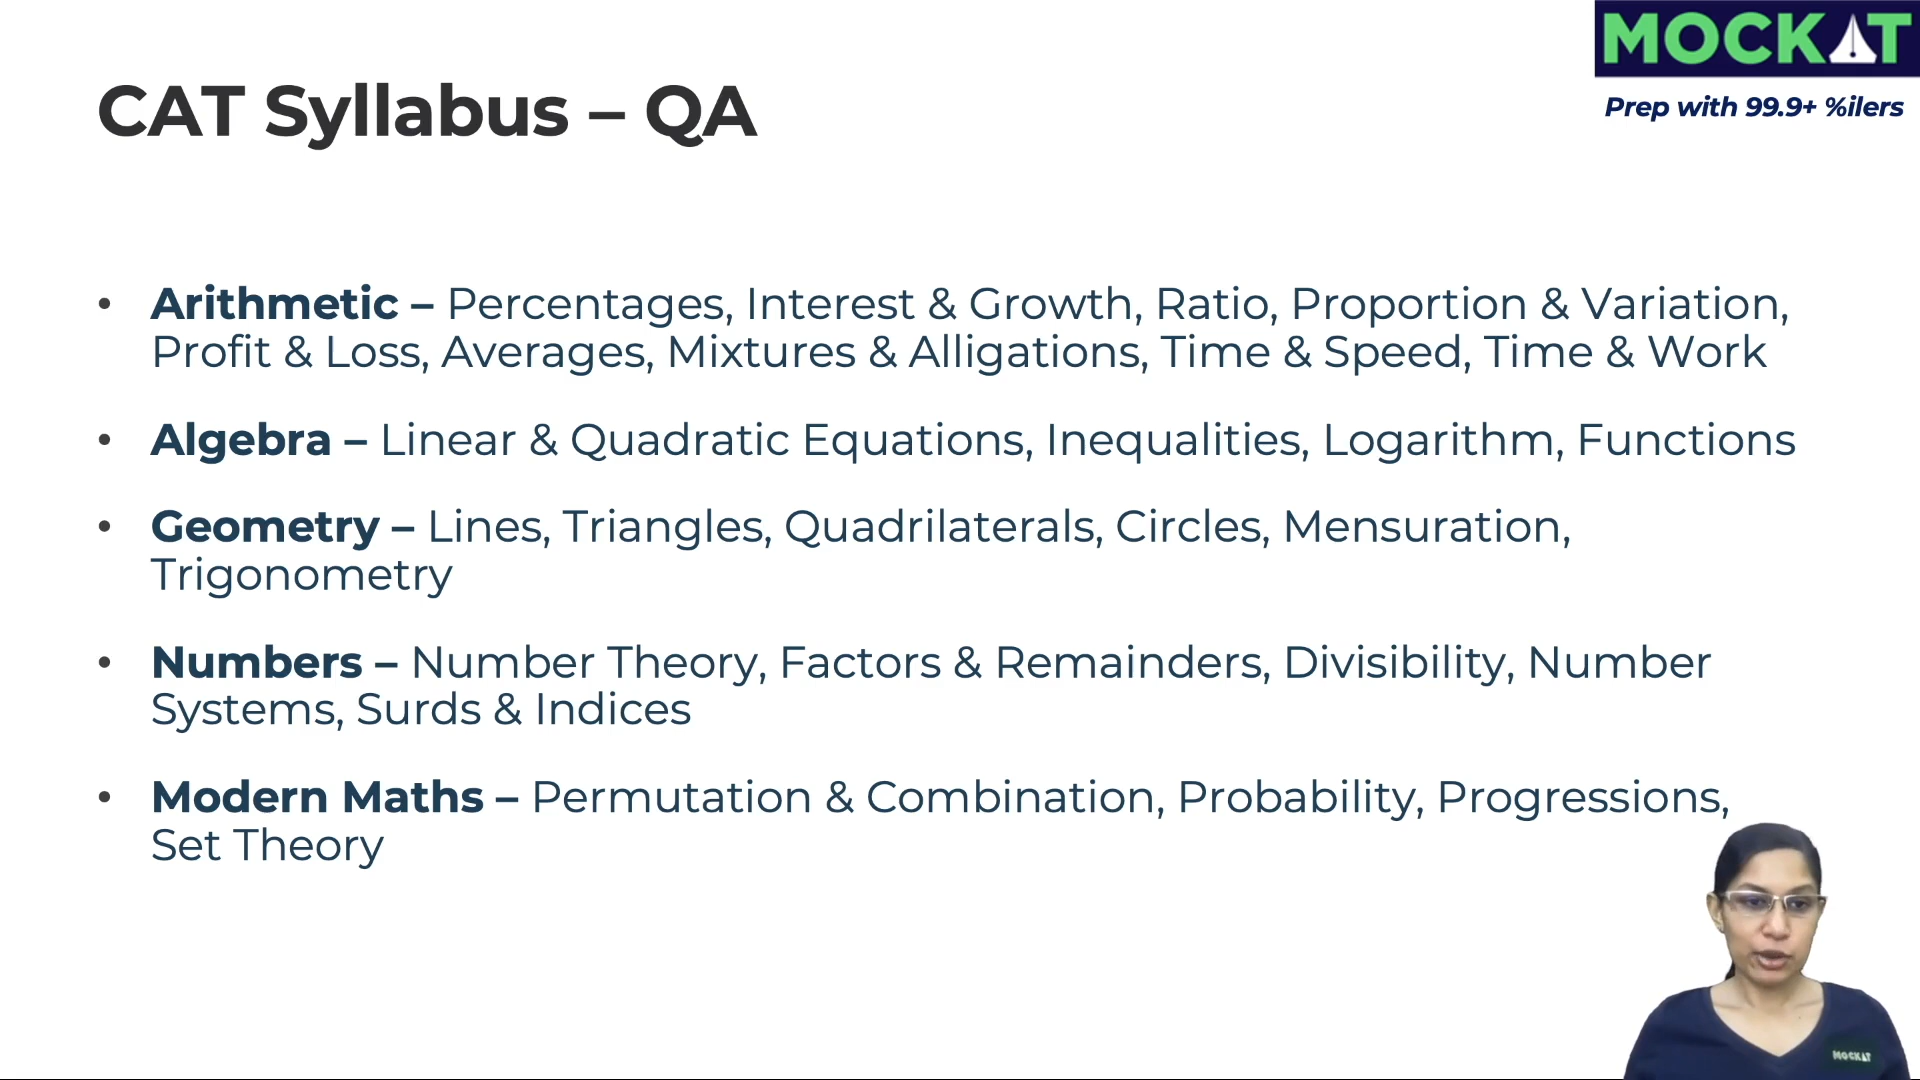 MOCKAT
Prep with 99.9+ %ilers
CAT Syllabus – QA
• Arithmetic – Percentages, Interest & Growth, Ratio, Proportion & Variation,
Profit & Loss, Averages, Mixtures & Alligations, Time & Speed, Time & Work
• Algebra – Linear & Quadratic Equations, Inequalities, Logarithm, Functions
• Geometry – Lines, Triangles, Quadrilaterals, Circles, Mensuration,
Trigonometry
• Numbers – Number Theory, Factors & Remainders, Divisibility, Number
Systems, Surds & Indices
• Modern Maths – Permutation & Combination, Probability, Progressions,
Set Theory
MOCKAT